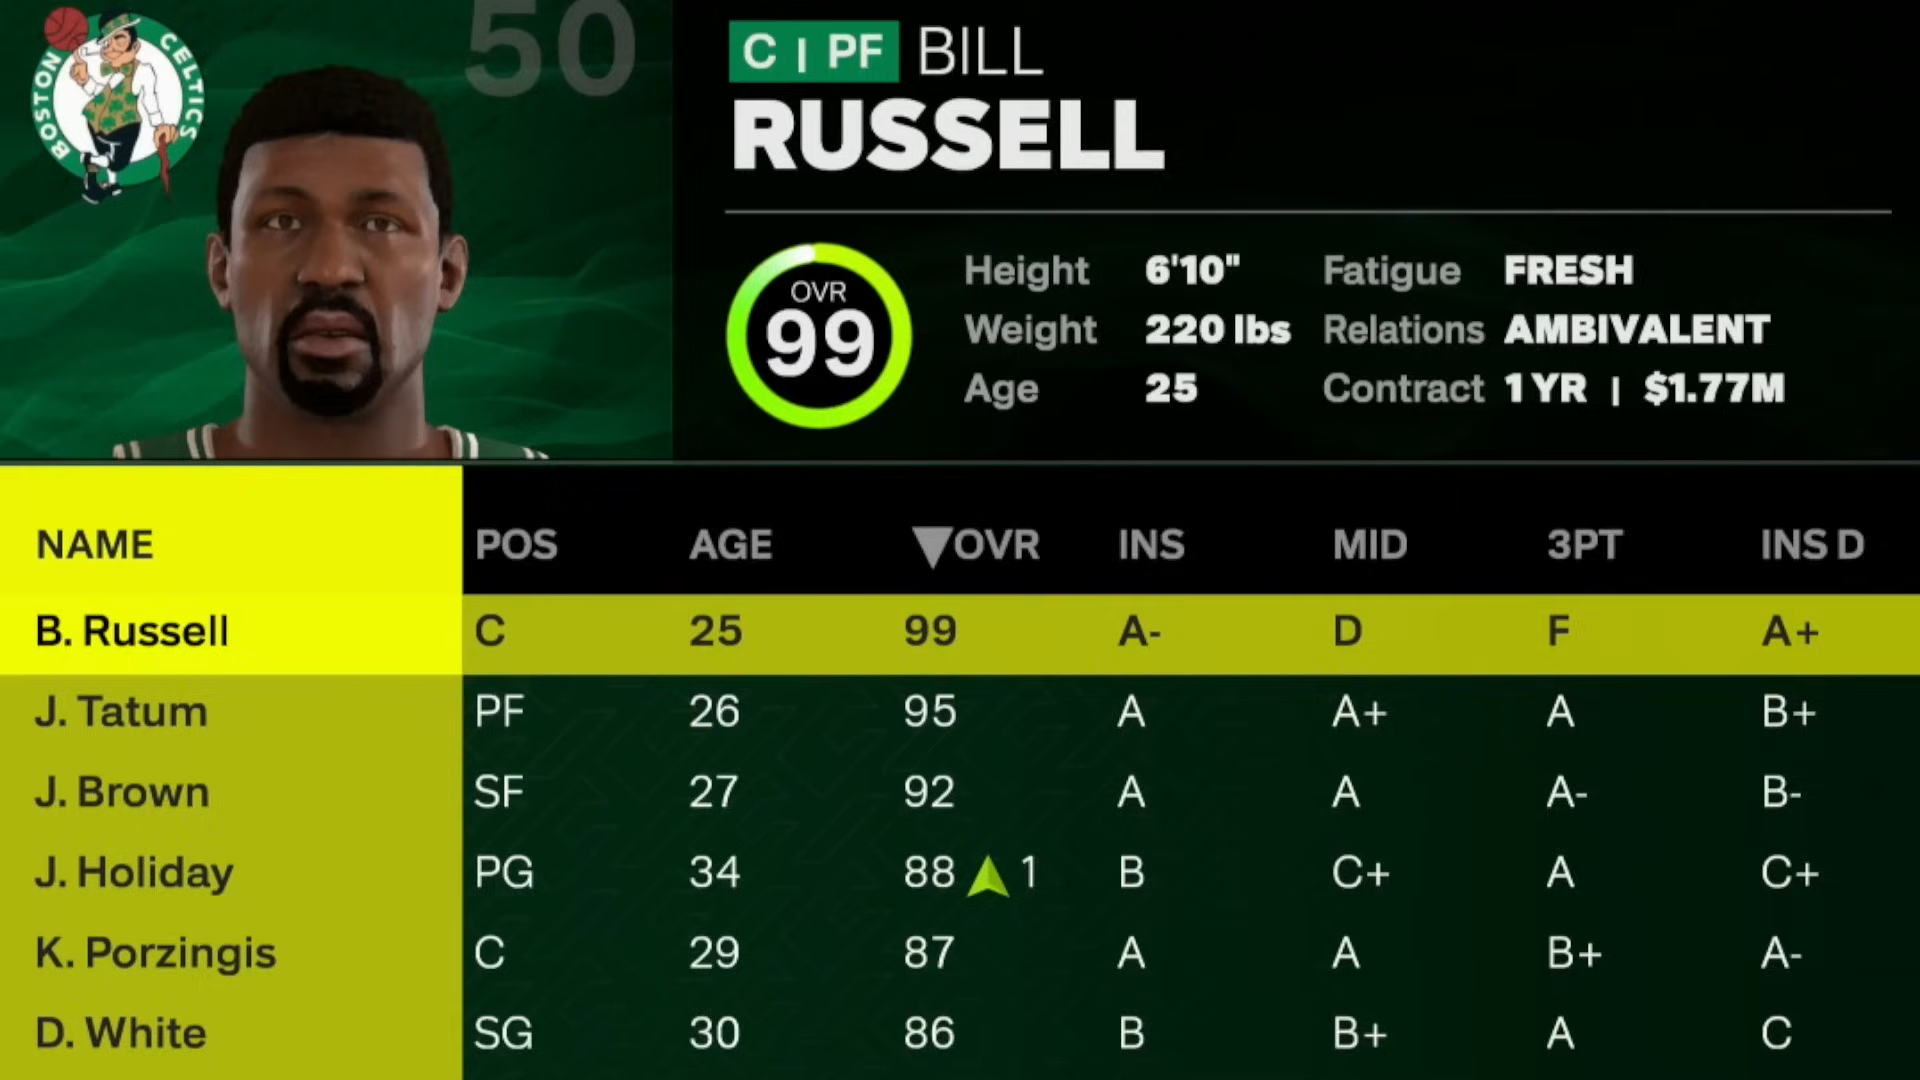 BOSTON CELTICS
50
C | PF BILL
RUSSELL
OVR
99
Height 6'10" Fatigue FRESH
Weight 220 lbs Relations AMBIVALENT
Age 25 Contract 1 YR | $1.77M
NAME POS AGE ▼OVR INS MID 3PT INS D
B. Russell C 25 99 A- D F A+
J. Tatum PF 26 95 A A+ A B+
J. Brown SF 27 92 A A A- B-
J. Holiday PG 34 88 ▲ 1 B C+ A C+
K. Porzingis C 29 87 A A B+ A-
D. White SG 30 86 B B+ A C